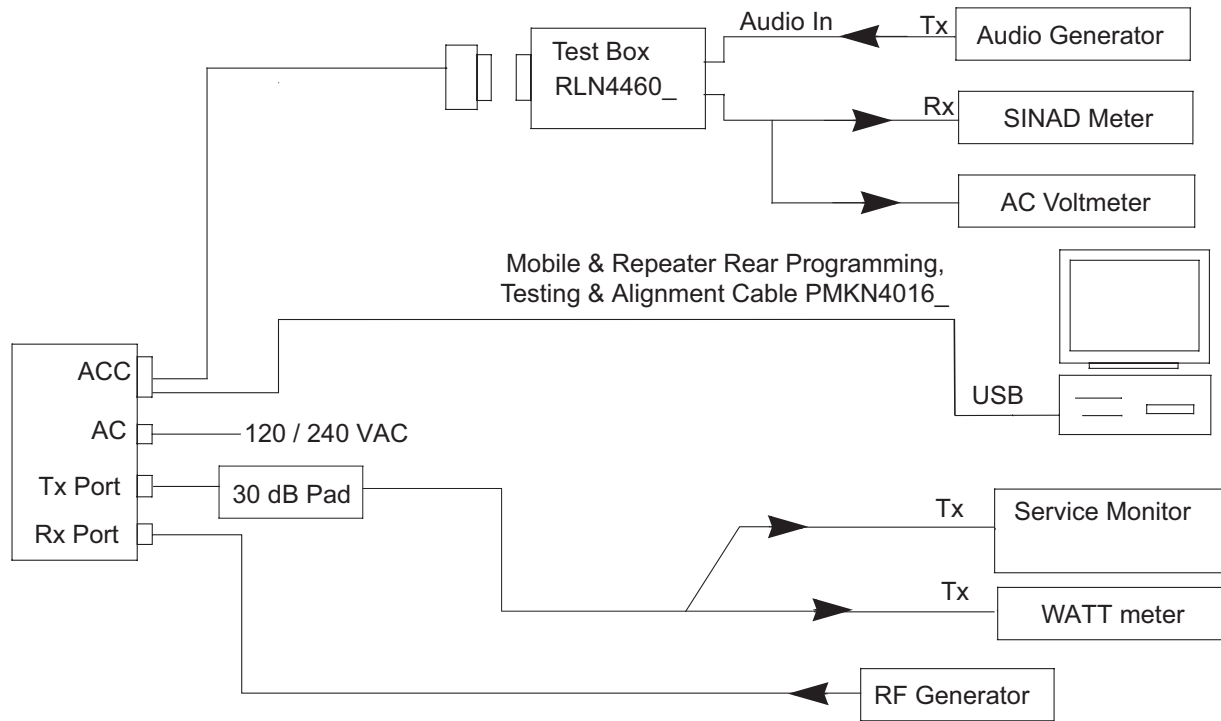 Audio In
Tx
Audio Generator
Test Box
RLN4460_
Rx
SINAD Meter
AC Voltmeter
Mobile & Repeater Rear Programming,
Testing & Alignment Cable PMKN4016_
ACC
USB
AC
120 / 240 VAC
Tx Port
30 dB Pad
Tx
Service Monitor
Rx Port
Tx
WATT meter
RF Generator